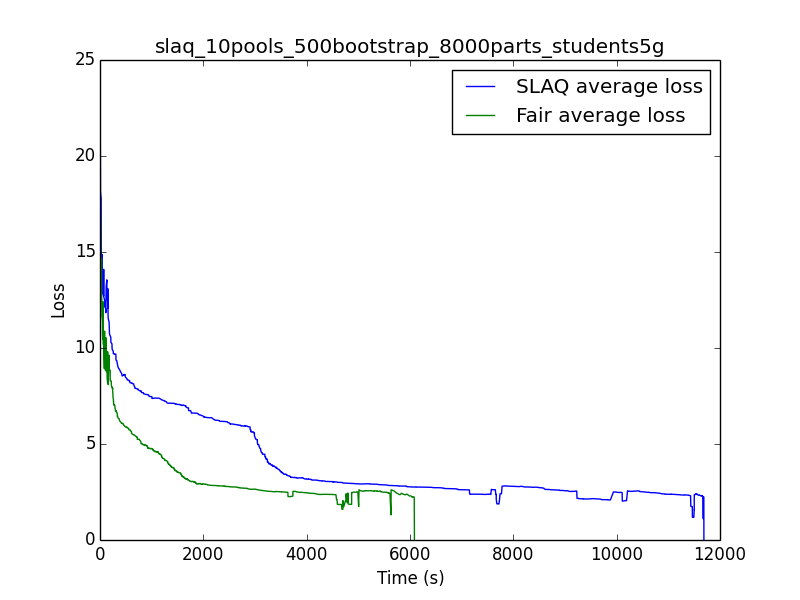 slaq_10pools_500bootstrap_8000parts_students5g
SLAQ average loss
Fair average loss
25
20
15
10
5
0
Loss
0 2000 4000 6000 8000 10000 12000
Time (s)